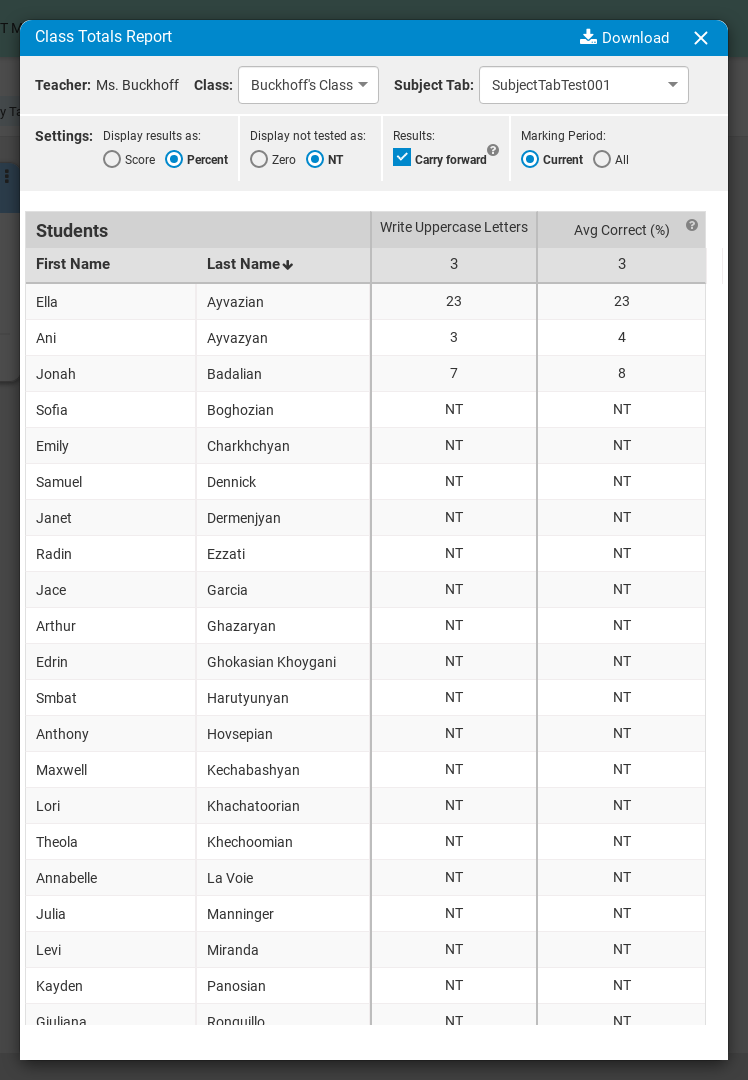 Class Totals Report Download
Teacher: Ms. Buckhoff Class: Buckhoff's Class Subject Tab: SubjectTabTest001
Settings: Display results as: Display not tested as: Results: Marking Period:
Score Percent Zero NT Carry forward Current All
Students Write Uppercase Letters Avg Correct (%)
First Name Last Name 3 3
Ella Ayvazian 23 23
Ani Ayvazyan 3 4
Jonah Badalian 7 8
Sofia Boghozian NT NT
Emily Charkhchyan NT NT
Samuel Dennick NT NT
Janet Dermenjyan NT NT
Radin Ezzati NT NT
Jace Garcia NT NT
Arthur Ghazaryan NT NT
Edrin Ghokasian Khoygani NT NT
Smbat Harutyunyan NT NT
Anthony Hovsepian NT NT
Maxwell Kechabashyan NT NT
Lori Khachatoorian NT NT
Theola Khechoomian NT NT
Annabelle La Voie NT NT
Julia Manninger NT NT
Levi Miranda NT NT
Kayden Panosian NT NT
Giuliana Ronquillo NT NT